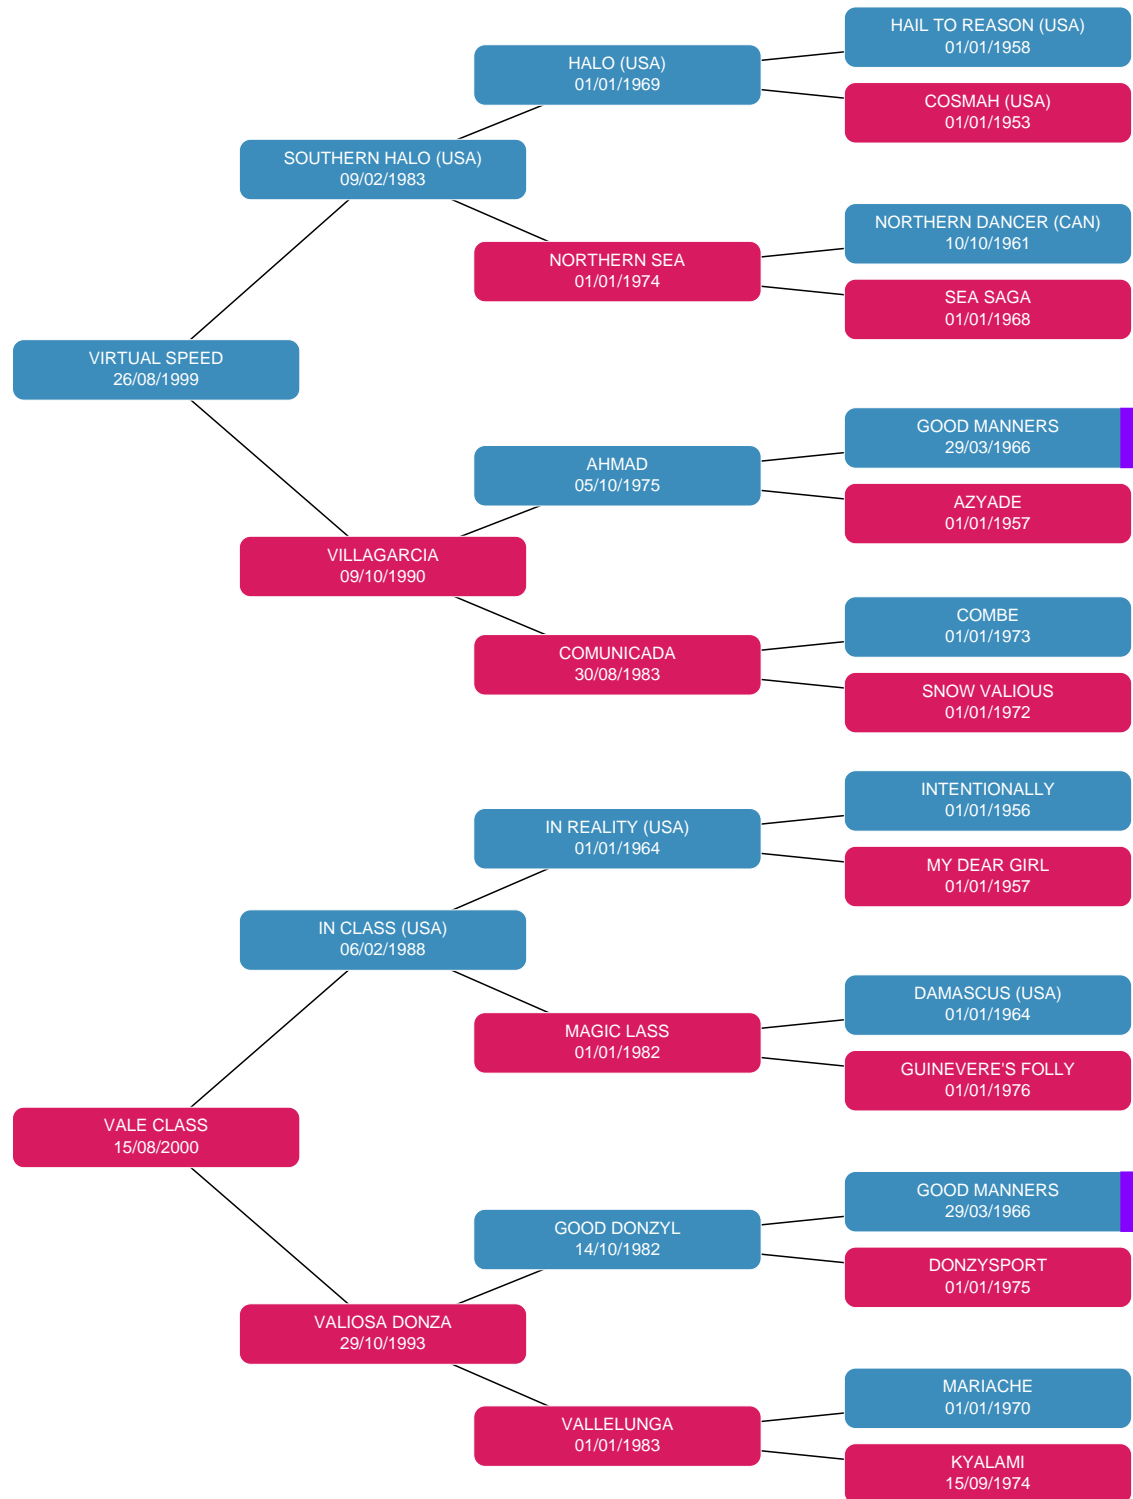 HAIL TO REASON (USA)
01/01/1958
HALO (USA)
01/01/1969
COSMAH (USA)
01/01/1953
SOUTHERN HALO (USA)
09/02/1983
NORTHERN DANCER (CAN)
10/10/1961
NORTHERN SEA
01/01/1974
SEA SAGA
01/01/1968
VIRTUAL SPEED
26/08/1999
GOOD MANNERS
29/03/1966
AHMAD
05/10/1975
AZYADE
01/01/1957
VILLAGARCIA
09/10/1990
COMBE
01/01/1973
COMUNICADA
30/08/1983
SNOW VALIOUS
01/01/1972
INTENTIONALLY
01/01/1956
IN REALITY (USA)
01/01/1964
MY DEAR GIRL
01/01/1957
IN CLASS (USA)
06/02/1988
DAMASCUS (USA)
01/01/1964
MAGIC LASS
01/01/1982
GUINEVERE'S FOLLY
01/01/1976
VALE CLASS
15/08/2000
GOOD MANNERS
29/03/1966
GOOD DONZYL
14/10/1982
DONZYSPORT
01/01/1975
VALIOSA DONZA
29/10/1993
MARIACHE
01/01/1970
VALLELUNGA
01/01/1983
KYALAMI
15/09/1974